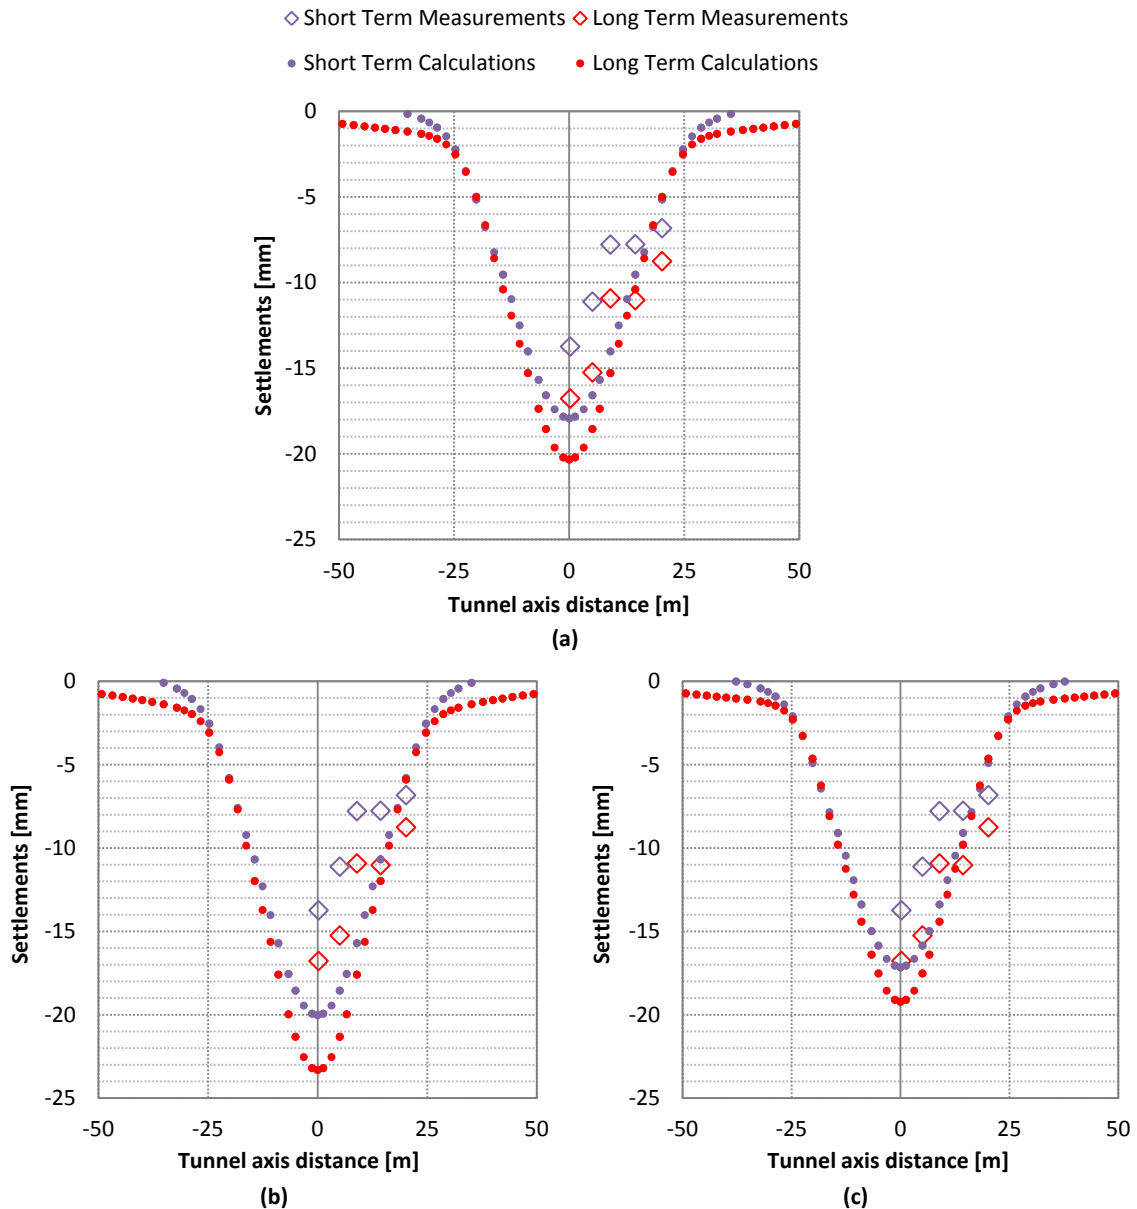 Short Term Measurements Long Term Measurements
Short Term Calculations Long Term Calculations
0
-5
-10
-15
-20
-25
Settlements [mm]
-50 -25 0 25 50
Tunnel axis distance [m]
(a)
0
-5
-10
-15
-20
-25
Settlements [mm]
-50 -25 0 25 50
Tunnel axis distance [m]
(b)
0
-5
-10
-15
-20
-25
Settlements [mm]
-50 -25 0 25 50
Tunnel axis distance [m]
(c)